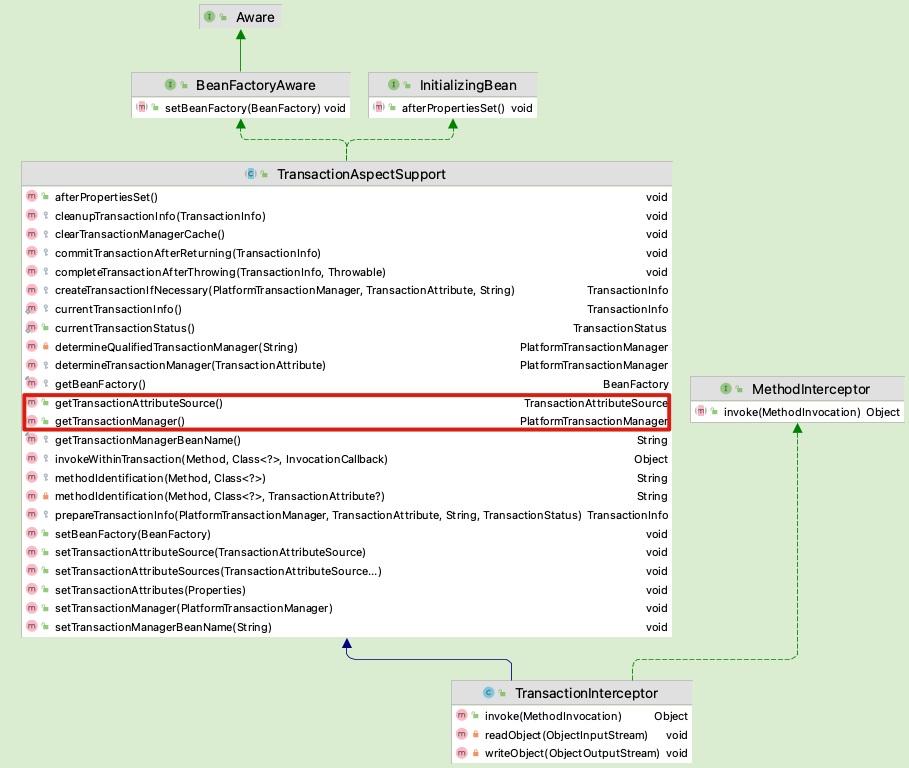 Aware
BeanFactoryAware
setBeanFactory(BeanFactory) void
InitializingBean
afterPropertiesSet() void
TransactionAspectSupport
afterPropertiesSet() void
cleanupTransactionInfo(TransactionInfo) void
clearTransactionManagerCache() void
commitTransactionAfterReturning(TransactionInfo) void
completeTransactionAfterThrowing(TransactionInfo, Throwable) void
createTransactionIfNecessary(PlatformTransactionManager, TransactionAttribute, String) TransactionInfo
currentTransactionInfo() TransactionInfo
currentTransactionStatus() TransactionStatus
determineQualifiedTransactionManager(String) PlatformTransactionManager
determineTransactionManager(TransactionAttribute) PlatformTransactionManager
getBeanFactory() BeanFactory
getTransactionAttributeSource() TransactionAttributeSource
getTransactionManager() PlatformTransactionManager
getTransactionManagerBeanName() String
invokeWithinTransaction(Method, Class<?>, InvocationCallback) Object
methodIdentification(Method, Class<?>) String
methodIdentification(Method, Class<?>, TransactionAttribute?) String
prepareTransactionInfo(PlatformTransactionManager, TransactionAttribute, String, TransactionStatus) TransactionInfo
setBeanFactory(BeanFactory) void
setTransactionAttributeSource(TransactionAttributeSource) void
setTransactionAttributeSources(TransactionAttributeSource...) void
setTransactionAttributes(Properties) void
setTransactionManager(PlatformTransactionManager) void
setTransactionManagerBeanName(String) void
MethodInterceptor
invoke(MethodInvocation) Object
TransactionInterceptor
invoke(MethodInvocation) Object
readObject(ObjectInputStream) void
writeObject(ObjectOutputStream) void